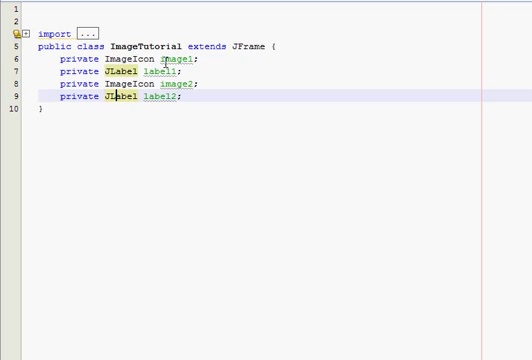 1
2
import ...
5 public class ImageTutorial extends JFrame {
6 private ImageIcon image1;
7 private JLabel label1;
8 private ImageIcon image2;
9 private JLabel label2;
10 }